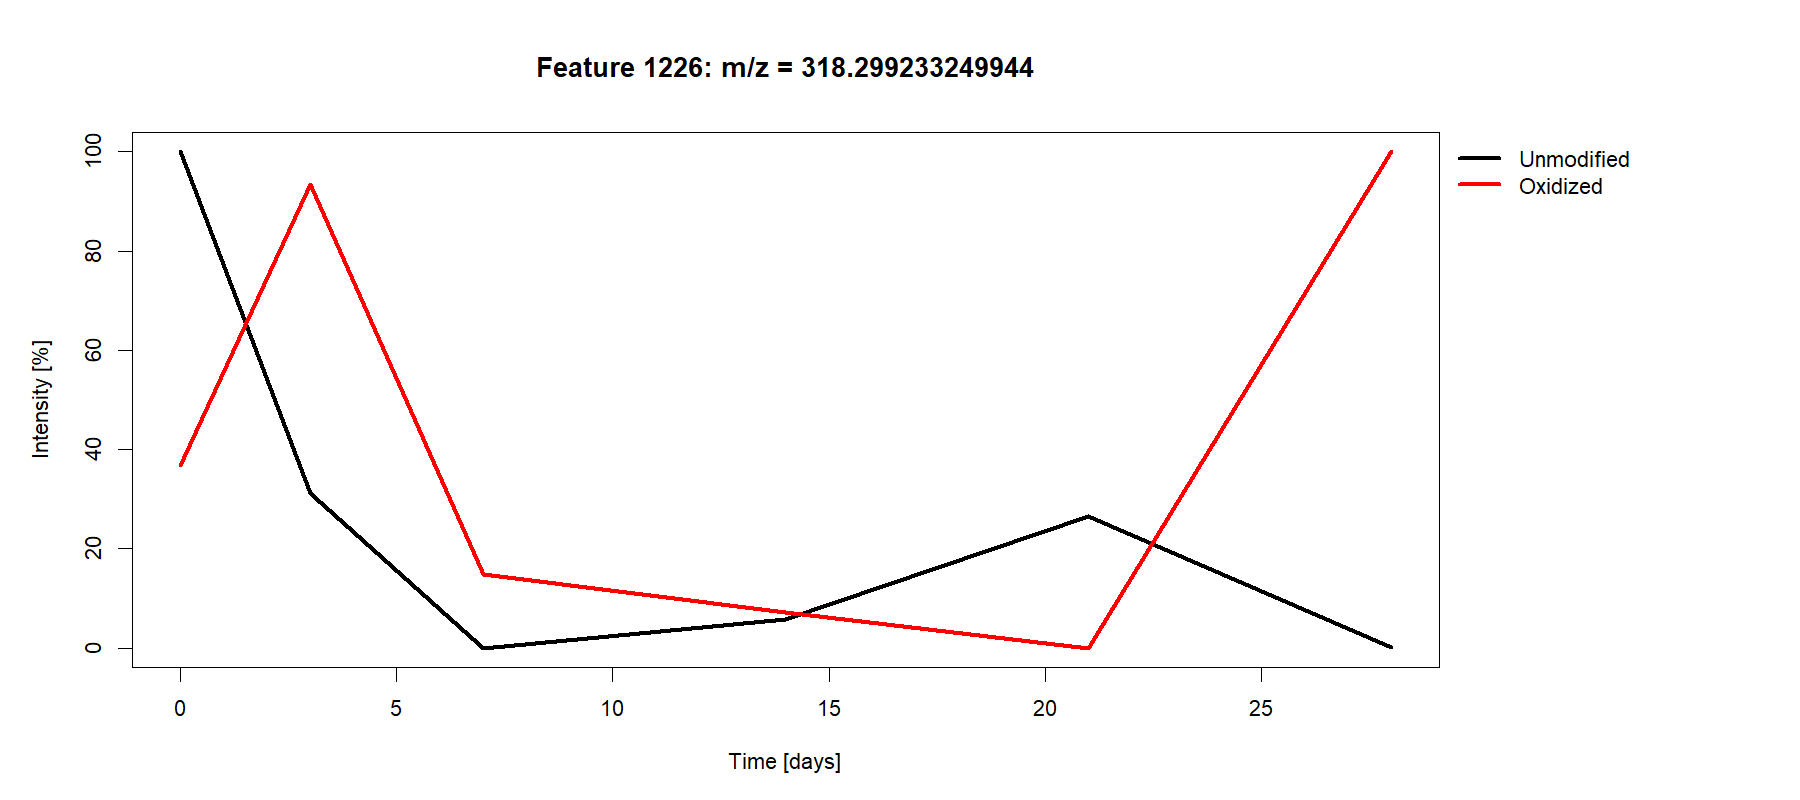 Feature 1226: m/z = 318.299233249944
Unmodified
Oxidized
100
80
60
40
20
0
Intensity [%]
0 5 10 15 20 25
Time [days]